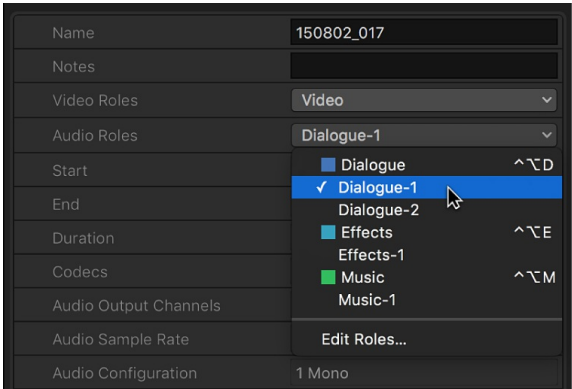 Name 150802_017
Notes
Video Roles Video
Audio Roles Dialogue-1
Start Dialogue ⌃⌥D
✓ Dialogue-1
End Dialogue-2
Duration Effects ⌃⌥E
Effects-1
Codecs Music ⌃⌥M
Audio Output Channels Music-1
Audio Sample Rate Edit Roles...
Audio Configuration 1 Mono